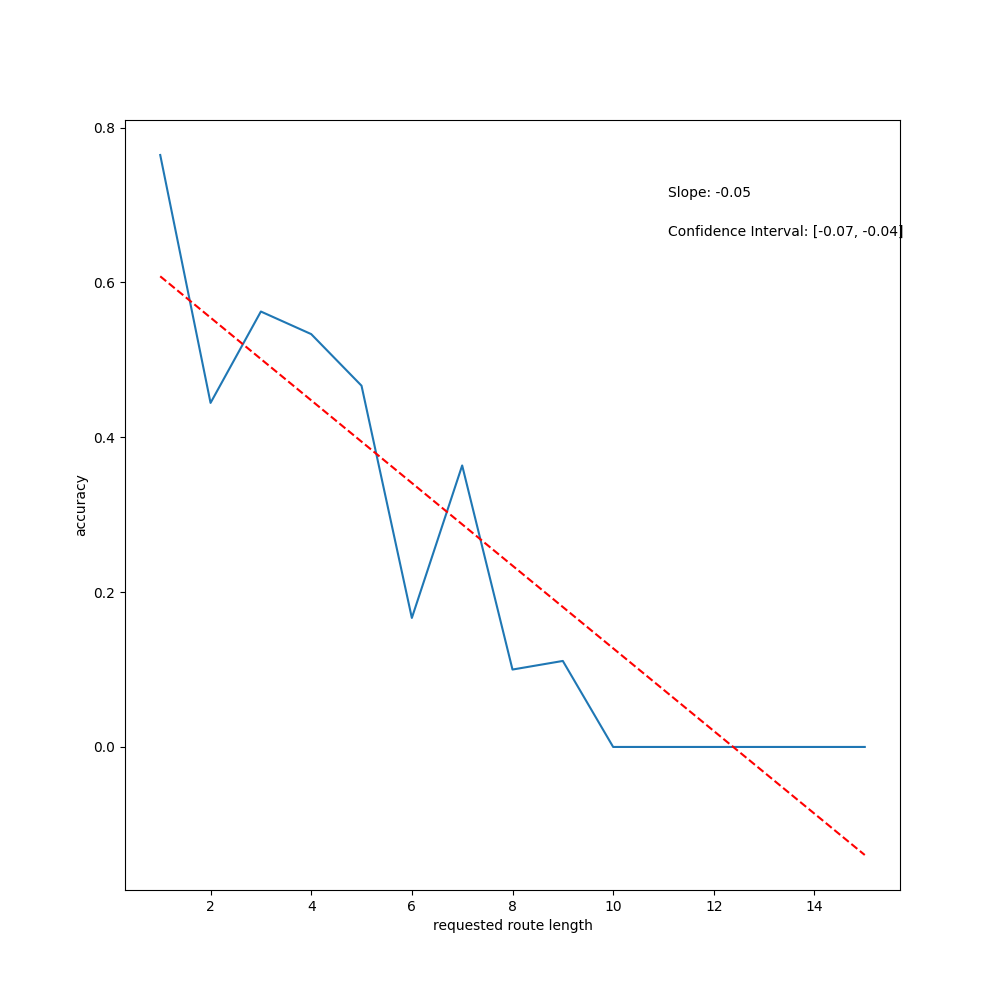 0.8
0.6
0.4
0.2
0.0
accuracy
Slope: -0.05
Confidence Interval: [-0.07, -0.04]
2 4 6 8 10 12 14
requested route length